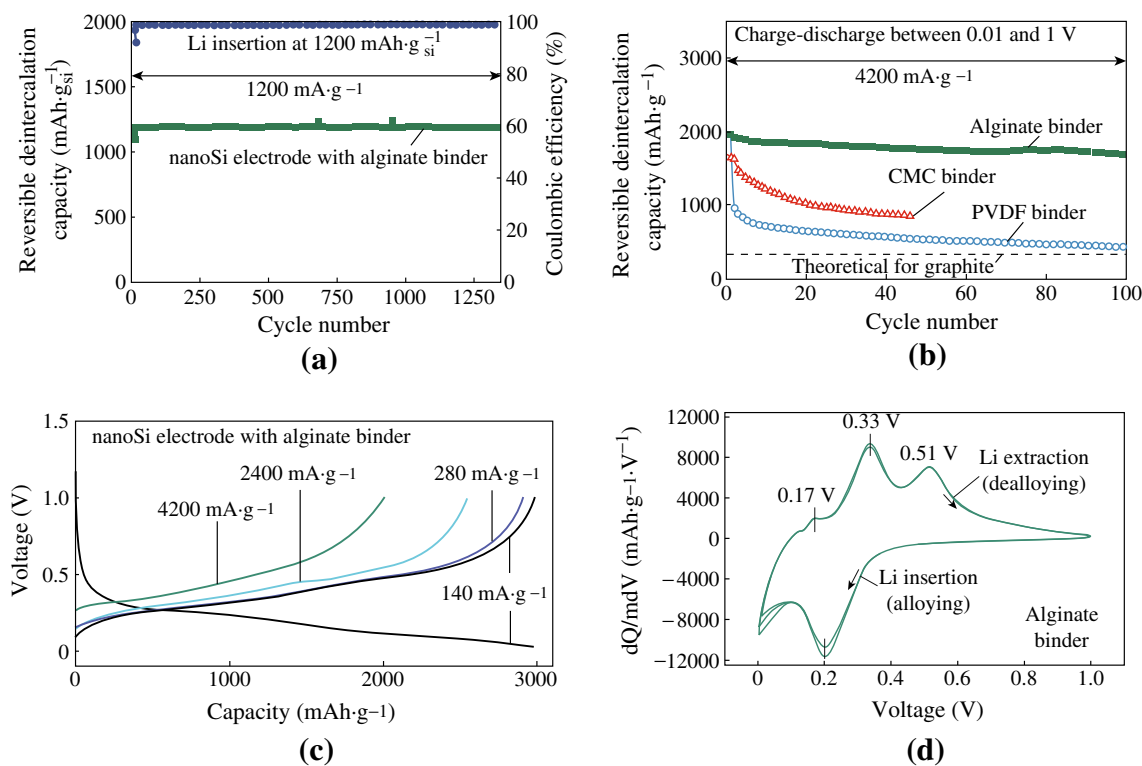 Reversible deintercalation
capacity (mAh·g⁻¹si)
2000
1500
1000
500
0
Li insertion at 1200 mAh·g⁻¹si
1200 mA·g⁻¹
nanoSi electrode with alginate binder
100
80
60
40
20
0
Coulombic efficiency (%)
0 250 500 750 1000 1250
Cycle number
(a)
Reversible deintercalation
capacity (mAh·g⁻¹)
3000
2000
1000
0
Charge-discharge between 0.01 and 1 V
4200 mA·g⁻¹
Alginate binder
CMC binder
PVDF binder
Theoretical for graphite
0 20 40 60 80 100
Cycle number
(b)
Voltage (V)
1.5
1.0
0.5
0
nanoSi electrode with alginate binder
2400 mA·g⁻¹
280 mA·g⁻¹
4200 mA·g⁻¹
140 mA·g⁻¹
0 1000 2000 3000
Capacity (mAh·g⁻¹)
(c)
dQ/mdV (mAh·g⁻¹·V⁻¹)
12000
8000
4000
0
−4000
−8000
−12000
0.33 V
0.51 V
0.17 V
Li extraction
(dealloying)
Li insertion
(alloying)
Alginate
binder
0 0.2 0.4 0.6 0.8 1.0
Voltage (V)
(d)